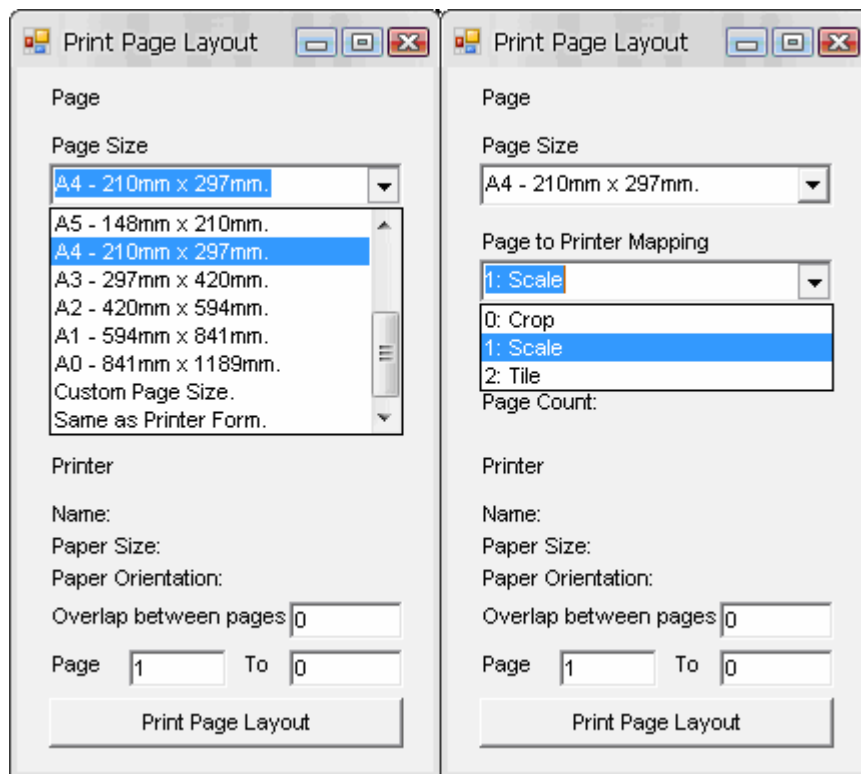 Print Page Layout
Page
Page Size
A4 - 210mm x 297mm.
A5 - 148mm x 210mm.
A4 - 210mm x 297mm.
A3 - 297mm x 420mm.
A2 - 420mm x 594mm.
A1 - 594mm x 841mm.
A0 - 841mm x 1189mm.
Custom Page Size.
Same as Printer Form.
Printer
Name:
Paper Size:
Paper Orientation:
Overlap between pages 0
Page 1 To 0
Print Page Layout
Print Page Layout
Page
Page Size
A4 - 210mm x 297mm.
Page to Printer Mapping
1: Scale
0: Crop
1: Scale
2: Tile
Page Count:
Printer
Name:
Paper Size:
Paper Orientation:
Overlap between pages 0
Page 1 To 0
Print Page Layout